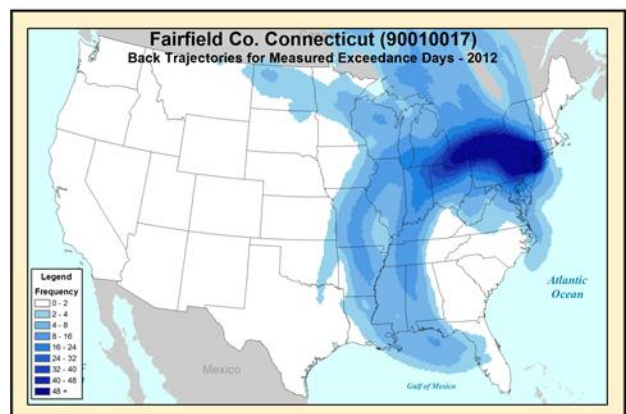 Fairfield Co. Connecticut (90010017)
Back Trajectories for Measured Exceedance Days - 2012
Legend
Frequency
0 - 2
2 - 4
4 - 8
8 - 16
16 - 24
24 - 32
32 - 40
40 - 48
48 +
Atlantic
Ocean
Mexico
Gulf of Mexico